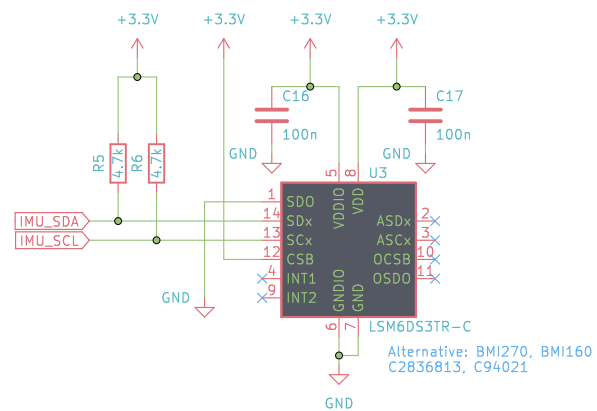 +3.3V +3.3V +3.3V +3.3V
C16 C17
100n 100n
R5 4.7k R6 4.7k
GND GND
U3
5 VDDIO 8 VDD
1 SDO
IMU_SDA 14 SDx ASDx 2
IMU_SCL 13 SCx ASCx 3
12 CSB OCSB 10
4 INT1 OSDO 11
9 INT2
GND
6 GNDIO 7 GND
LSM6DS3TR-C
Alternative: BMI270, BMI160
C2836813, C94021
GND